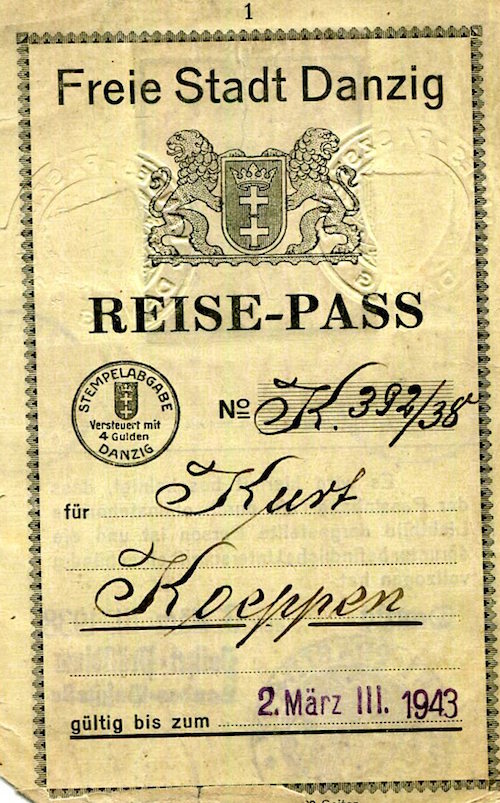 1
Freie Stadt Danzig
REISE-PASS
STEMPELABGABE
Versteuert mit
4 Gulden
DANZIG
No K. 392/38
für Kurt
Koeppen
gültig bis zum 2. März III. 1943